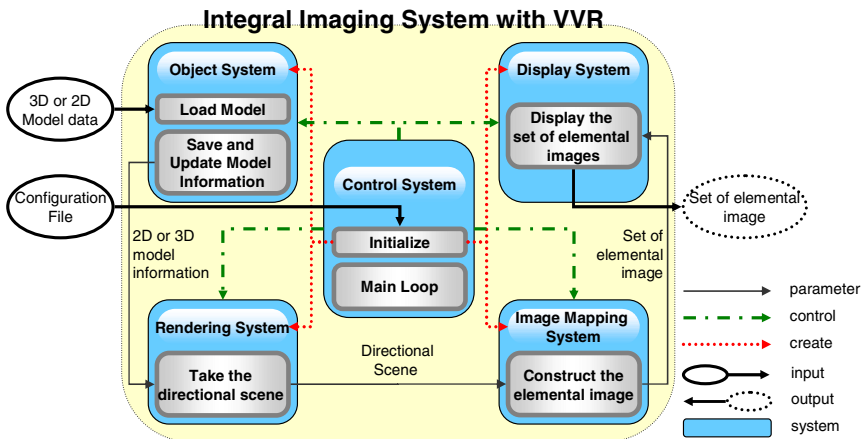 Integral Imaging System with VVR
Object System
Load Model
Save and
Update Model
Information
3D or 2D
Model data
Configuration
File
Control System
Initialize
Main Loop
Display System
Display the
set of elemental
images
Set of elemental
image
2D or 3D
model
information
Set of
elemental
image
Rendering System
Take the
directional scene
Directional
Scene
Image Mapping
System
Construct the
elemental image
parameter
control
create
input
output
system